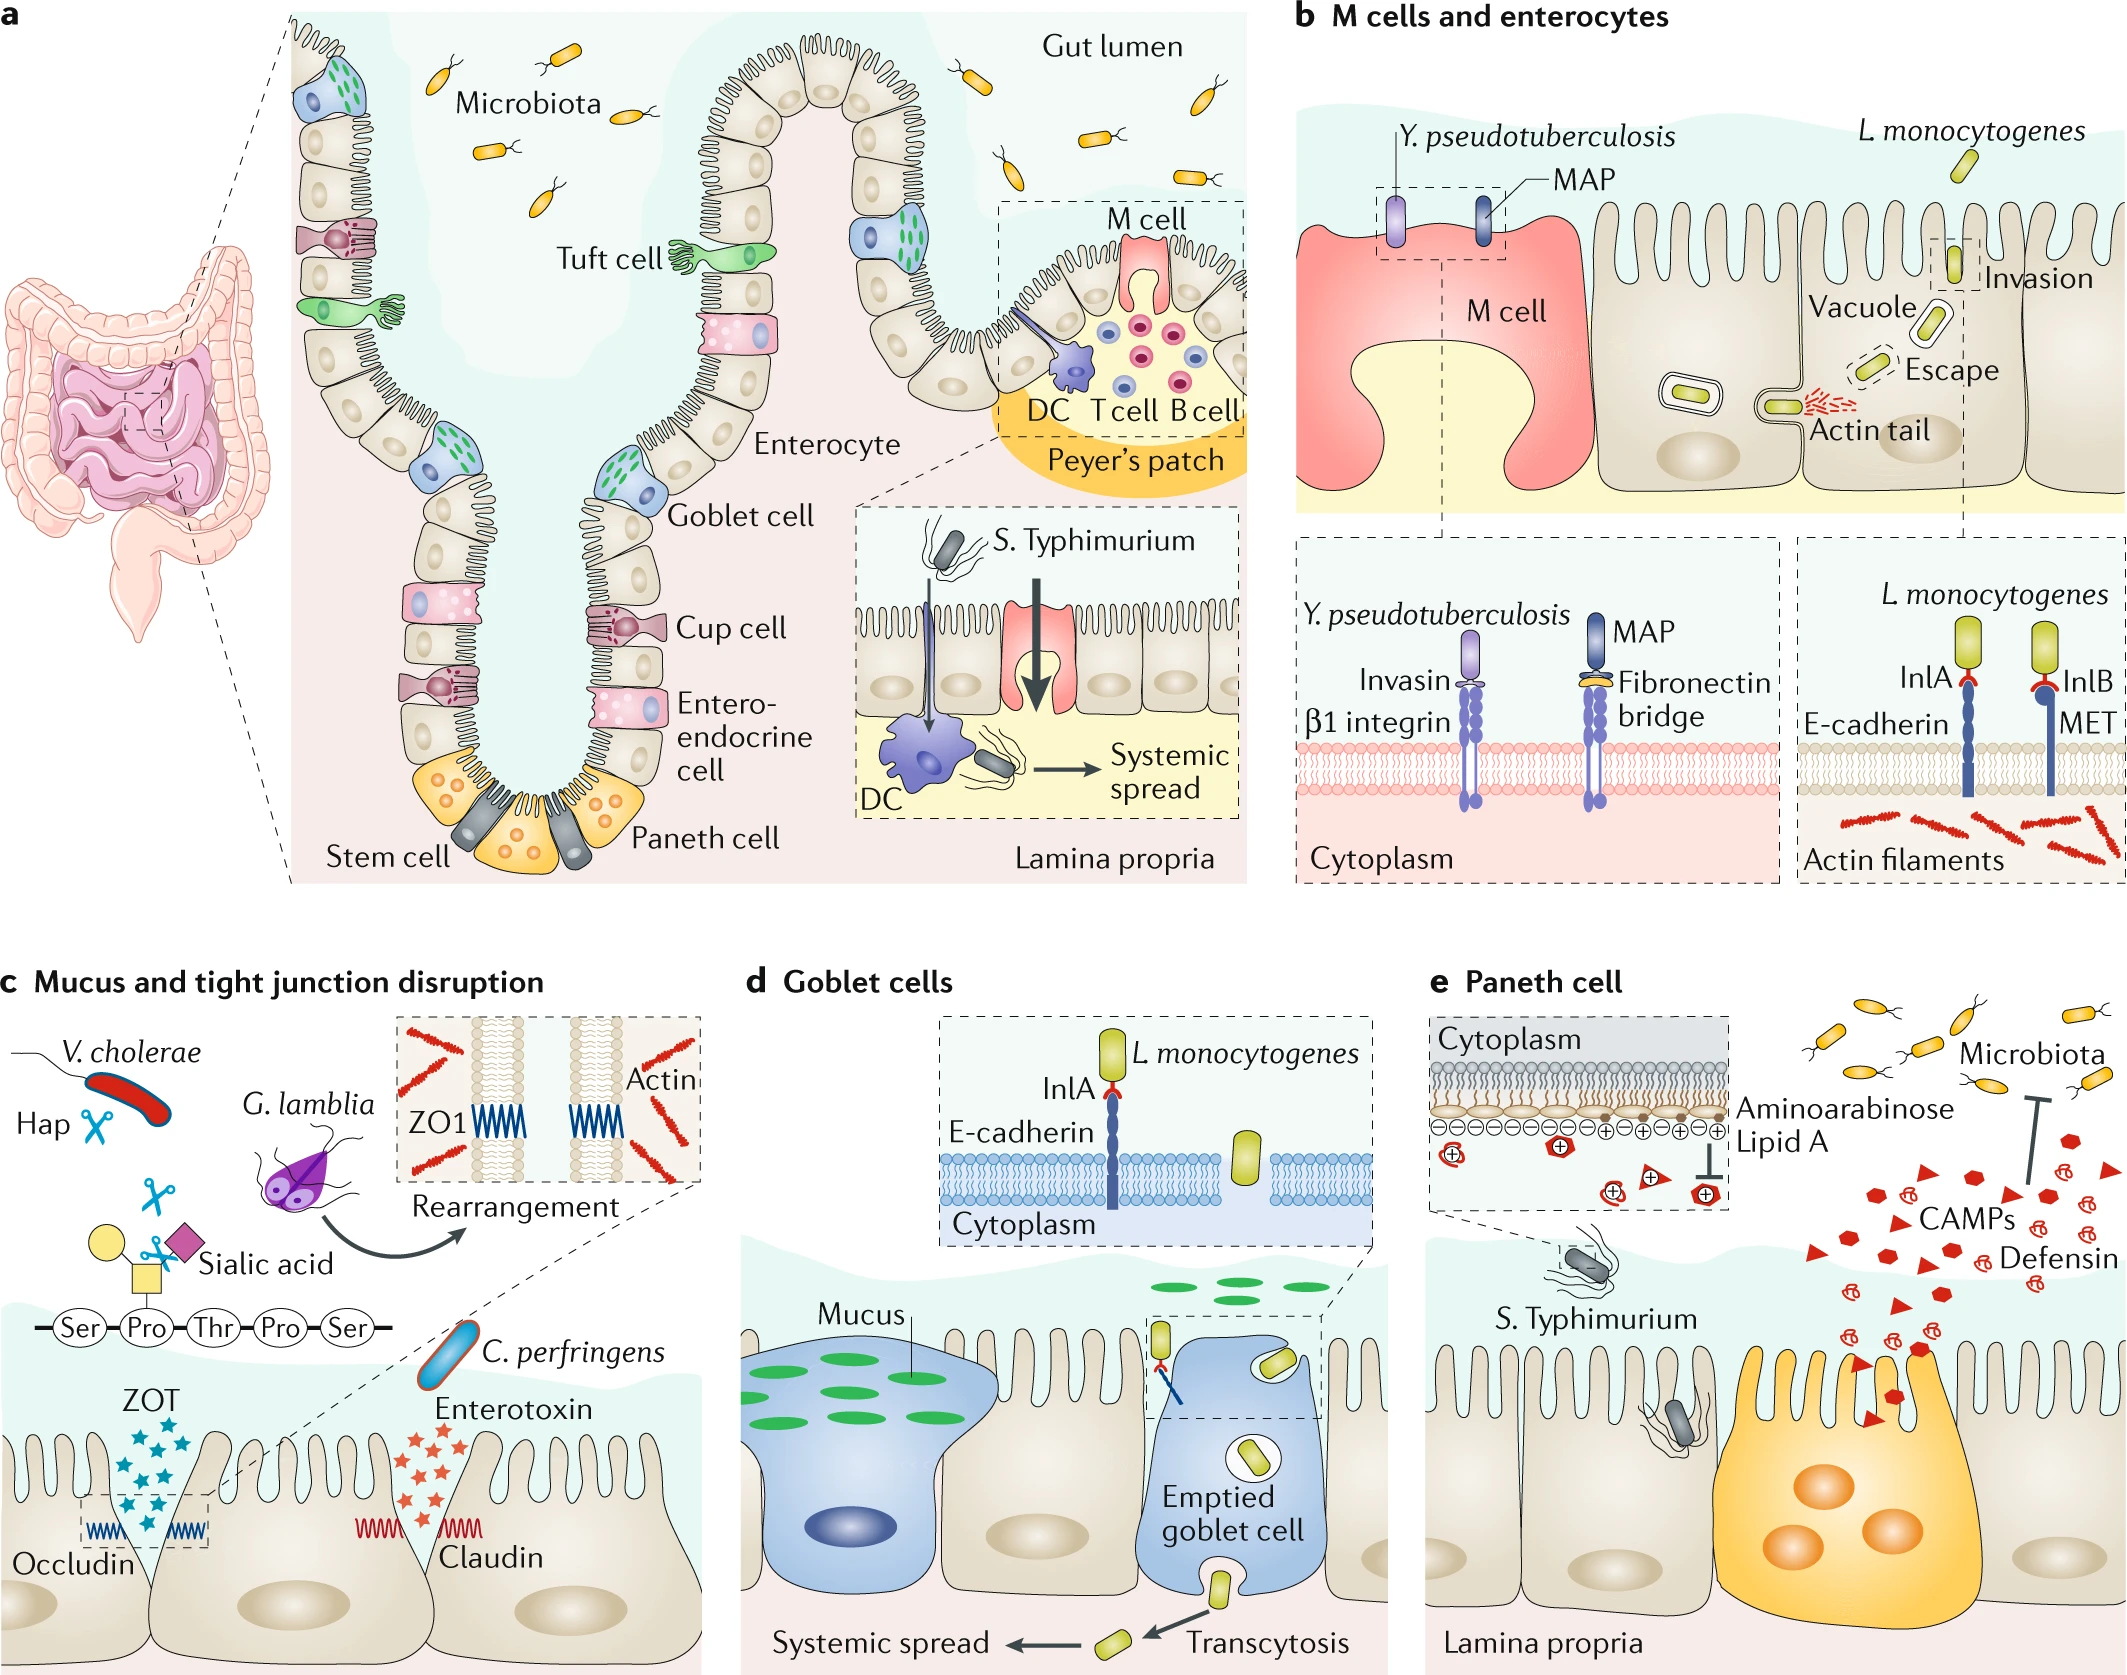 a
Gut lumen
Microbiota
M cell
Tuft cell
DC T cell B cell
Peyer's patch
Enterocyte
Goblet cell
S. Typhimurium
Cup cell
Entero-
endocrine
cell
Systemic
spread
DC
Paneth cell
Stem cell
Lamina propria
b M cells and enterocytes
Y. pseudotuberculosis
MAP
L. monocytogenes
M cell
Invasion
Vacuole
Escape
Actin tail
Y. pseudotuberculosis
MAP
Invasin
Fibronectin
bridge
β1 integrin
Cytoplasm
L. monocytogenes
InlA
InlB
E-cadherin
MET
Actin filaments
c Mucus and tight junction disruption
V. cholerae
Hap
G. lamblia
ZO1
Actin
Rearrangement
Sialic acid
Ser Pro Thr Pro Ser
C. perfringens
ZOT
Enterotoxin
Occludin
Claudin
d Goblet cells
L. monocytogenes
InlA
E-cadherin
Cytoplasm
Mucus
Emptied
goblet cell
Systemic spread
Transcytosis
e Paneth cell
Cytoplasm
Microbiota
Aminoarabinose
Lipid A
CAMPs
Defensin
S. Typhimurium
Lamina propria